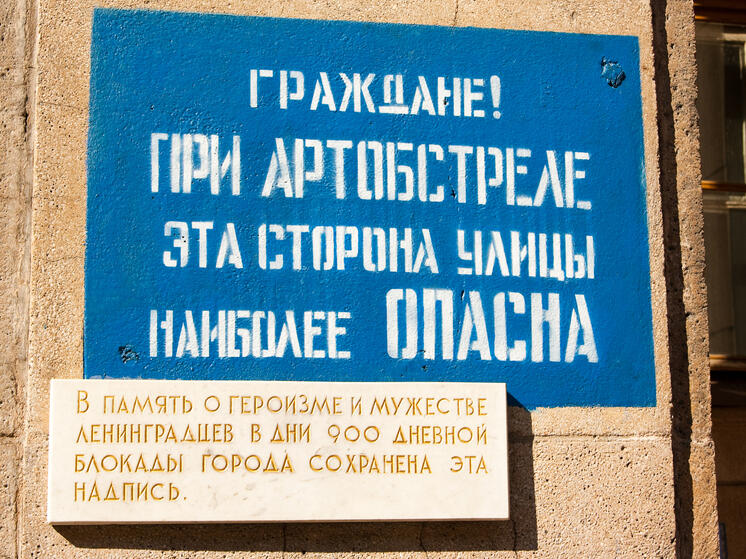 ГРАЖДАНЕ!
ПРИ АРТОБСТРЕЛЕ
ЭТА СТОРОНА УЛИЦЫ
НАИБОЛЕЕ ОПАСНА
В ПАМЯТЬ О ГЕРОИЗМЕ И МУЖЕСТВЕ
ЛЕНИНГРАДЦЕВ В ДНИ 900 ДНЕВНОЙ
БЛОКАДЫ ГОРОДА СОХРАНЕНА ЭТА
НАДПИСЬ.